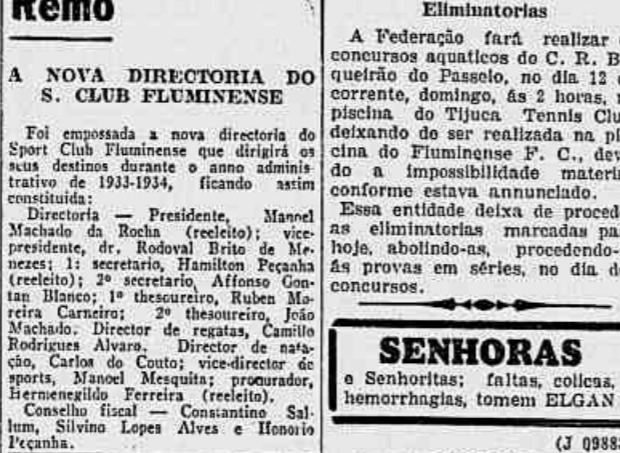 Remo
A NOVA DIRECTORIA DO
S. CLUB FLUMINENSE
Foi empossada a nova directoria do
Sport Club Fluminense que dirigirá os
seus destinos durante o anno adminis-
trativo de 1933-1934, ficando assim
constituida:
Directoria — Presidente, Manoel
Machado da Rocha (reeleito); vice-
presidente, dr. Rodoval Brito de Me-
nezes; 1º secretario, Hamilton Peçanha
(reeleito); 2º secretario, Affonso Gon-
tan Blanco; 1º thesoureiro, Ruben Mo-
reira Carneiro; 2º thesoureiro, João
Machado. Director de regatas, Camillo
Rodrigues Alvaro. Director de nata-
ção, Carlos do Couto; vice-director de
sports, Manoel Mesquita; procurador,
Hermenegildo Ferreira (reeleito).
Conselho fiscal — Constantino Sal-
lum, Silvino Lopes Alves e Honorio
Peçanha.
Eliminatorias
A Federação fará realizar
concursos aquaticos do C. R. B
queirão do Passeio, no dia 12 d
corrente, domingo, ás 2 horas,
piscina do Tijuca Tennis Clu
deixando de ser realizada na pi
cina do Fluminense F. C., dev
do a impossibilidade materi
conforme estava annunciado.
Essa entidade deixa de proced
as eliminatorias marcadas pa
hoje, abolindo-as, procedendo-
ás provas em séries, no dia d
concursos.
SENHORAS
e Senhoritas; faltas, colicas,
hemorrhagias, tomem ELGAN
(J Q988